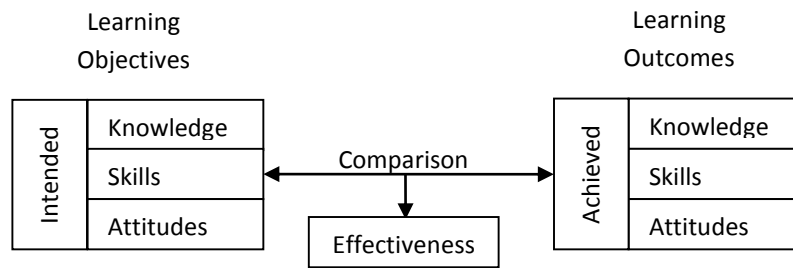 Learning
Objectives
Intended
Knowledge
Skills
Attitudes
Comparison
Effectiveness
Learning
Outcomes
Achieved
Knowledge
Skills
Attitudes